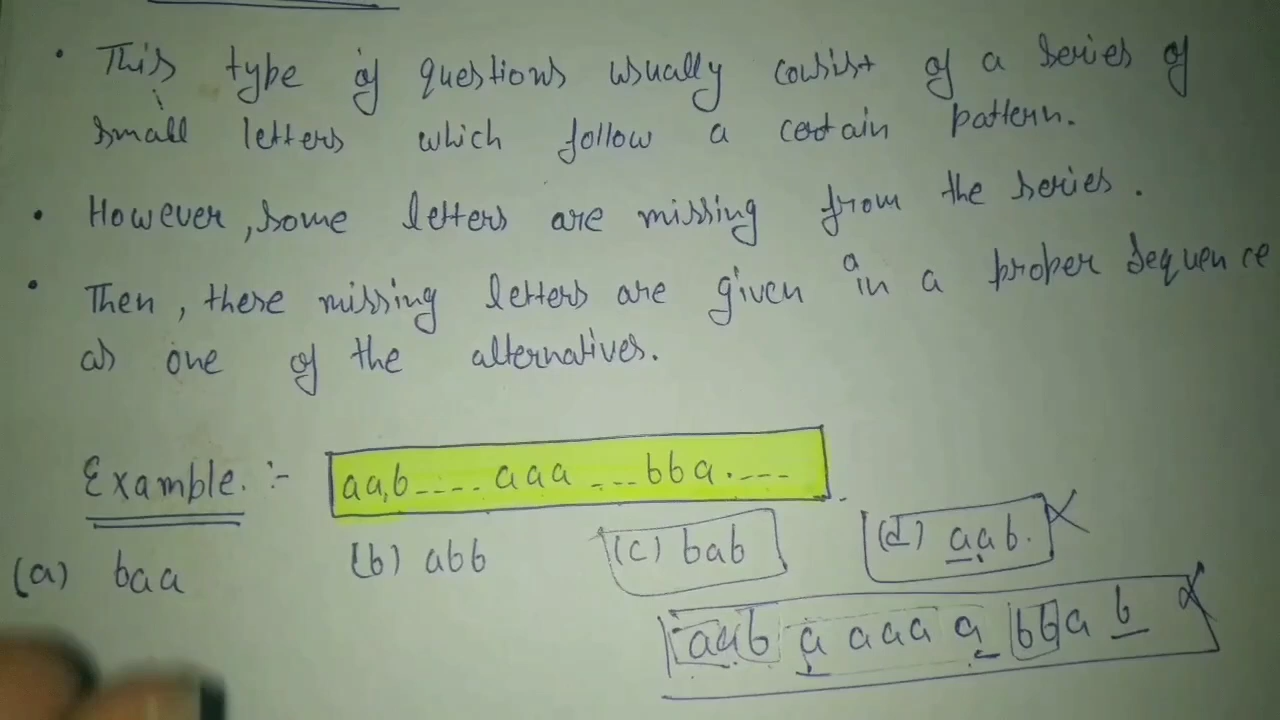 • This type of questions usually cosist of a series of
small letters which follow a certain pattern.
• However, some letters are missing from the series.
• Then, these missing letters are given in a proper sequence
as one of the alternatives.
Examble. :- aab.... aaa ...bba.....
(a) baa (b) abb (c) bab (d) aab.
aab a aaa a bba b